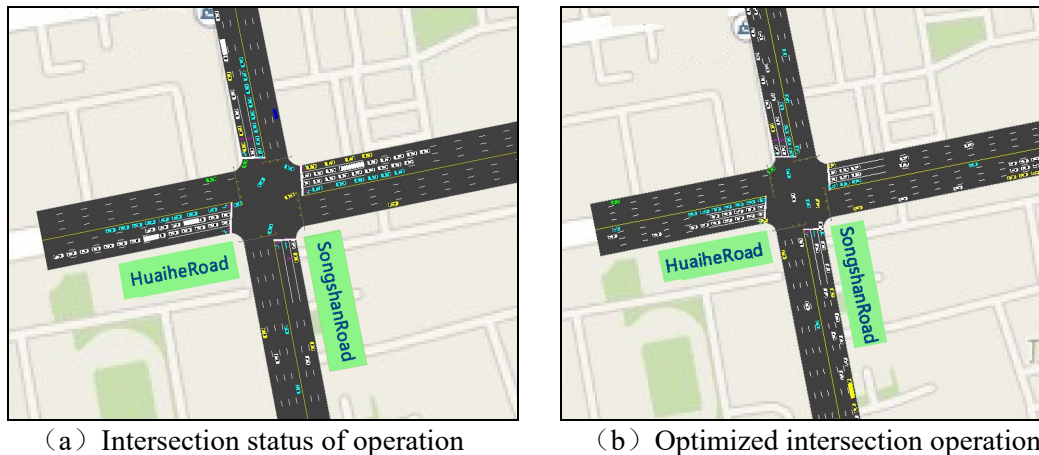 HuaiheRoad
SongshanRoad
HuaiheRoad
SongshanRoad
（a）Intersection status of operation
（b）Optimized intersection operation